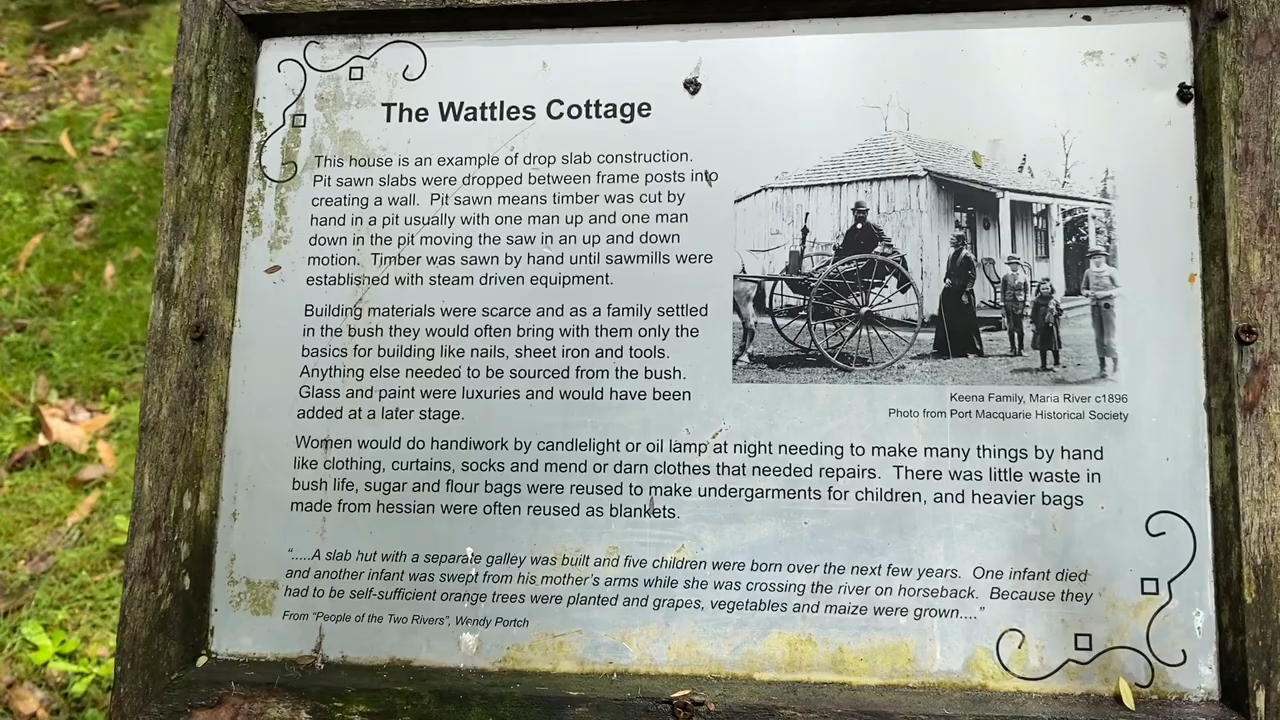 The Wattles Cottage
This house is an example of drop slab construction.
Pit sawn slabs were dropped between frame posts into
creating a wall. Pit sawn means timber was cut by
hand in a pit usually with one man up and one man
down in the pit moving the saw in an up and down
motion. Timber was sawn by hand until sawmills were
established with steam driven equipment.
Building materials were scarce and as a family settled
in the bush they would often bring with them only the
basics for building like nails, sheet iron and tools.
Anything else needed to be sourced from the bush.
Glass and paint were luxuries and would have been
added at a later stage.
Keena Family, Maria River c1896
Photo from Port Macquarie Historical Society
Women would do handiwork by candlelight or oil lamp at night needing to make many things by hand
like clothing, curtains, socks and mend or darn clothes that needed repairs. There was little waste in
bush life, sugar and flour bags were reused to make undergarments for children, and heavier bags
made from hessian were often reused as blankets.
“.....A slab hut with a separate galley was built and five children were born over the next few years. One infant died
and another infant was swept from his mother's arms while she was crossing the river on horseback. Because they
had to be self-sufficient orange trees were planted and grapes, vegetables and maize were grown....”
From “People of the Two Rivers”, Wendy Portch